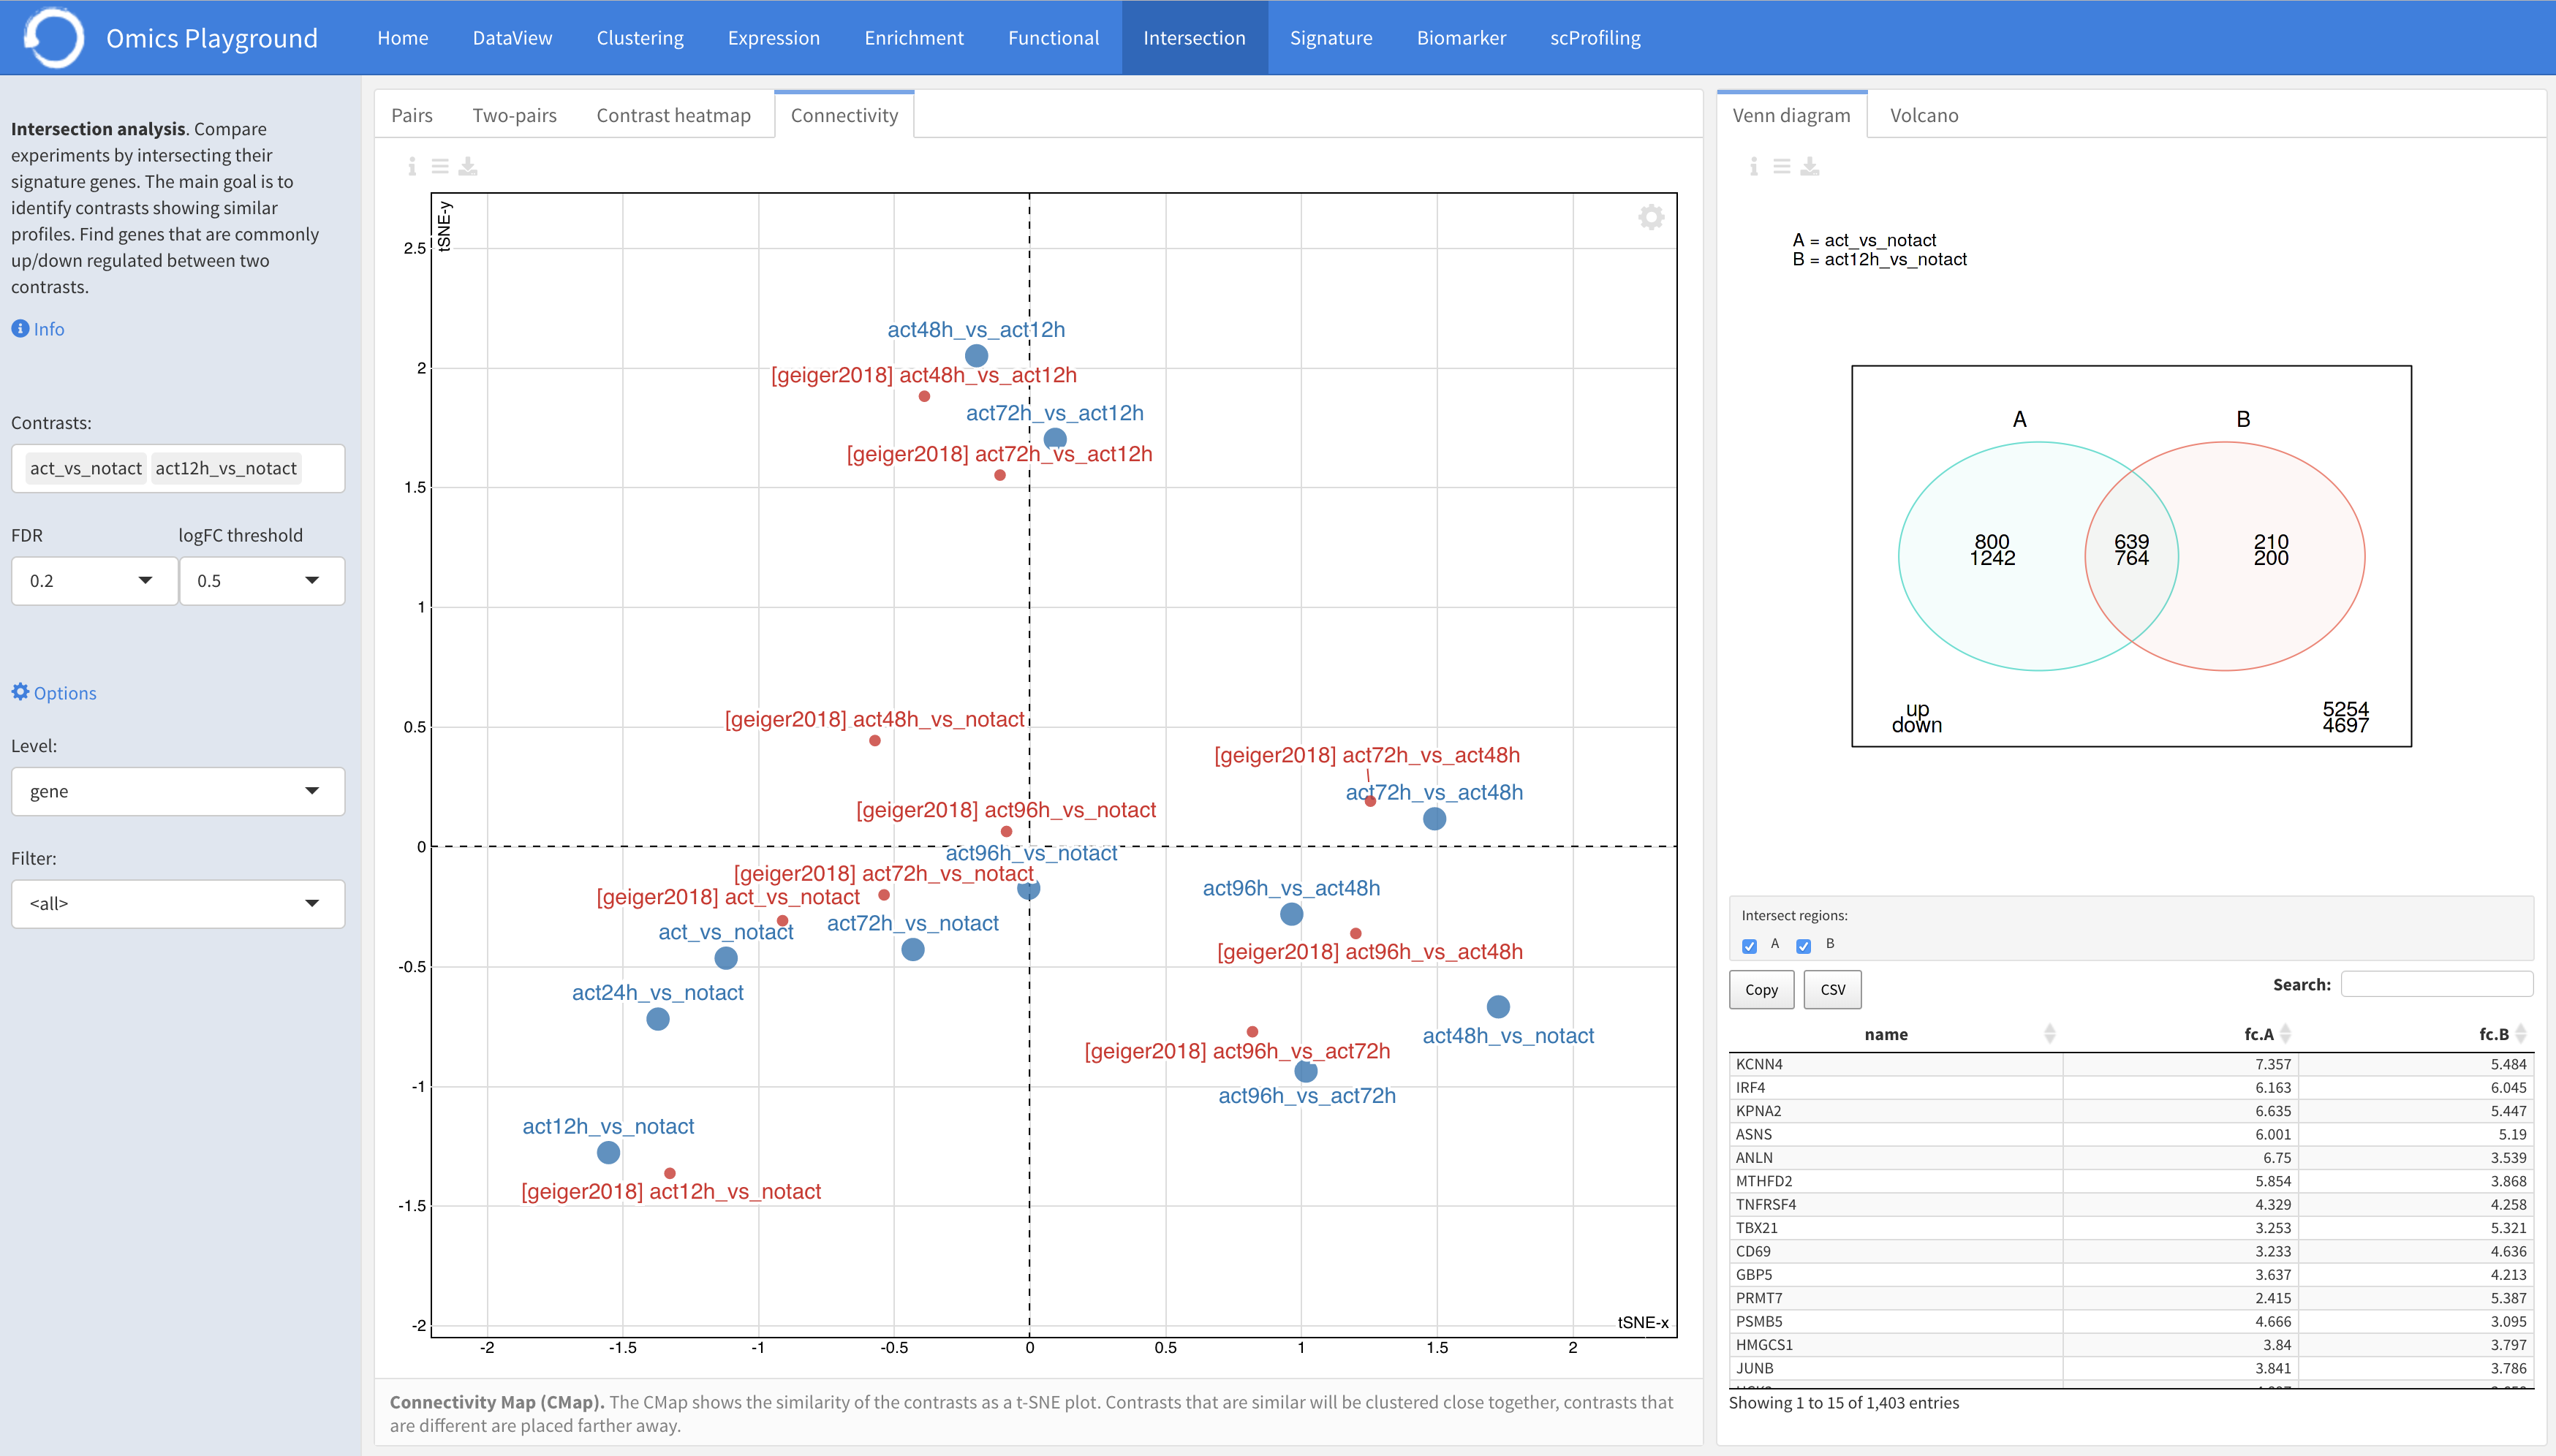 Omics Playground
Home DataView Clustering Expression Enrichment Functional Intersection Signature Biomarker scProfiling
Intersection analysis. Compare
experiments by intersecting their
signature genes. The main goal is to
identify contrasts showing similar
profiles. Find genes that are commonly
up/down regulated between two
contrasts.
Info
Contrasts:
act_vs_notact act12h_vs_notact
FDR logFC threshold
0.2 0.5
Options
Level:
gene
Filter:
<all>
Pairs Two-pairs Contrast heatmap Connectivity
tSNE-y
2.5
2
1.5
1
0.5
0
-0.5
-1
-1.5
-2
act48h_vs_act12h
[geiger2018] act48h_vs_act12h
act72h_vs_act12h
[geiger2018] act72h_vs_act12h
[geiger2018] act48h_vs_notact
[geiger2018] act72h_vs_act48h
act72h_vs_act48h
[geiger2018] act96h_vs_notact
act96h_vs_notact
[geiger2018] act72h_vs_notact
act96h_vs_act48h
[geiger2018] act_vs_notact
act72h_vs_notact
act_vs_notact
[geiger2018] act96h_vs_act48h
act24h_vs_notact
act48h_vs_notact
[geiger2018] act96h_vs_act72h
act96h_vs_act72h
act12h_vs_notact
[geiger2018] act12h_vs_notact
tSNE-x
-2 -1.5 -1 -0.5 0 0.5 1 1.5 2
Connectivity Map (CMap). The CMap shows the similarity of the contrasts as a t-SNE plot. Contrasts that are similar will be clustered close together, contrasts that
are different are placed farther away.
Venn diagram Volcano
A = act_vs_notact
B = act12h_vs_notact
A B
800 639 210
1242 764 200
up 5254
down 4697
Intersect regions:
A B
Copy CSV Search:
name fc.A fc.B
KCNN4 7.357 5.484
IRF4 6.163 6.045
KPNA2 6.635 5.447
ASNS 6.001 5.19
ANLN 6.75 3.539
MTHFD2 5.854 3.868
TNFRSF4 4.329 4.258
TBX21 3.253 5.321
CD69 3.233 4.636
GBP5 3.637 4.213
PRMT7 2.415 5.387
PSMB5 4.666 3.095
HMGCS1 3.84 3.797
JUNB 3.841 3.786
Showing 1 to 15 of 1,403 entries